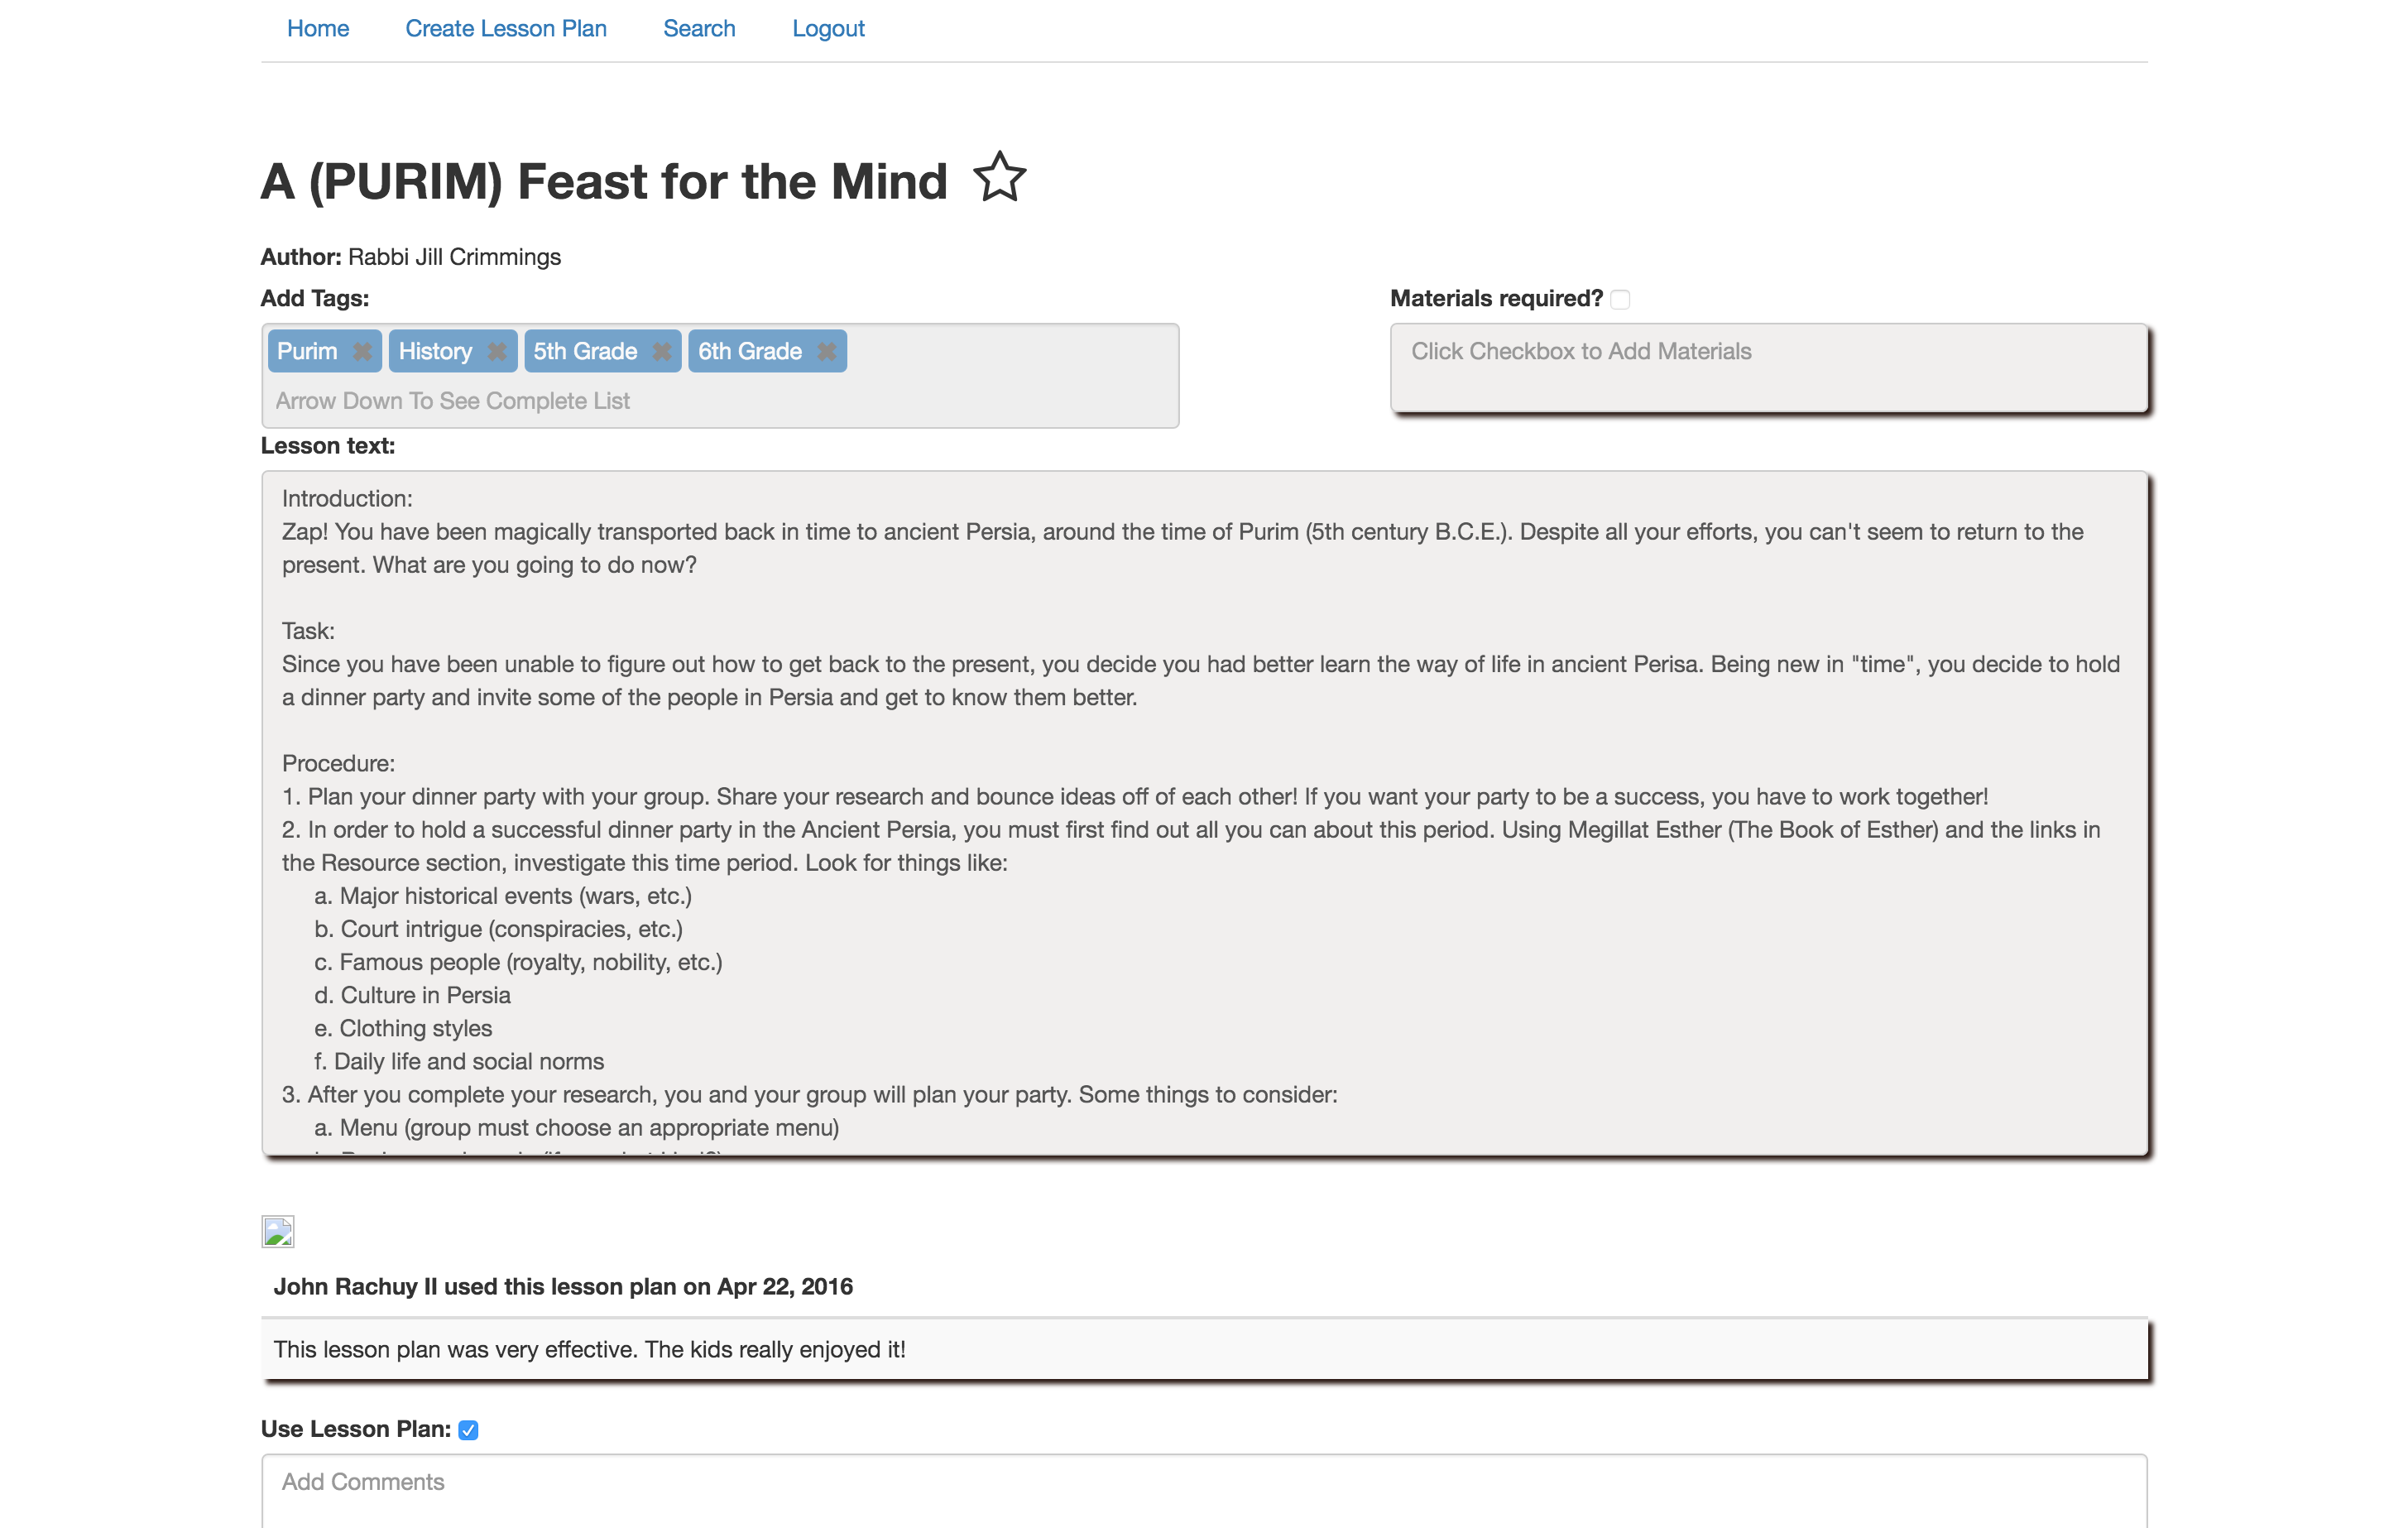 Home Create Lesson Plan Search Logout
A (PURIM) Feast for the Mind
Author: Rabbi Jill Crimmings
Add Tags:
Materials required?
Purim History 5th Grade 6th Grade
Click Checkbox to Add Materials
Arrow Down To See Complete List
Lesson text:
Introduction:
Zap! You have been magically transported back in time to ancient Persia, around the time of Purim (5th century B.C.E.). Despite all your efforts, you can't seem to return to the
present. What are you going to do now?
Task:
Since you have been unable to figure out how to get back to the present, you decide you had better learn the way of life in ancient Perisa. Being new in "time", you decide to hold
a dinner party and invite some of the people in Persia and get to know them better.
Procedure:
1. Plan your dinner party with your group. Share your research and bounce ideas off of each other! If you want your party to be a success, you have to work together!
2. In order to hold a successful dinner party in the Ancient Persia, you must first find out all you can about this period. Using Megillat Esther (The Book of Esther) and the links in
the Resource section, investigate this time period. Look for things like:
a. Major historical events (wars, etc.)
b. Court intrigue (conspiracies, etc.)
c. Famous people (royalty, nobility, etc.)
d. Culture in Persia
e. Clothing styles
f. Daily life and social norms
3. After you complete your research, you and your group will plan your party. Some things to consider:
a. Menu (group must choose an appropriate menu)
John Rachuy II used this lesson plan on Apr 22, 2016
This lesson plan was very effective. The kids really enjoyed it!
Use Lesson Plan:
Add Comments